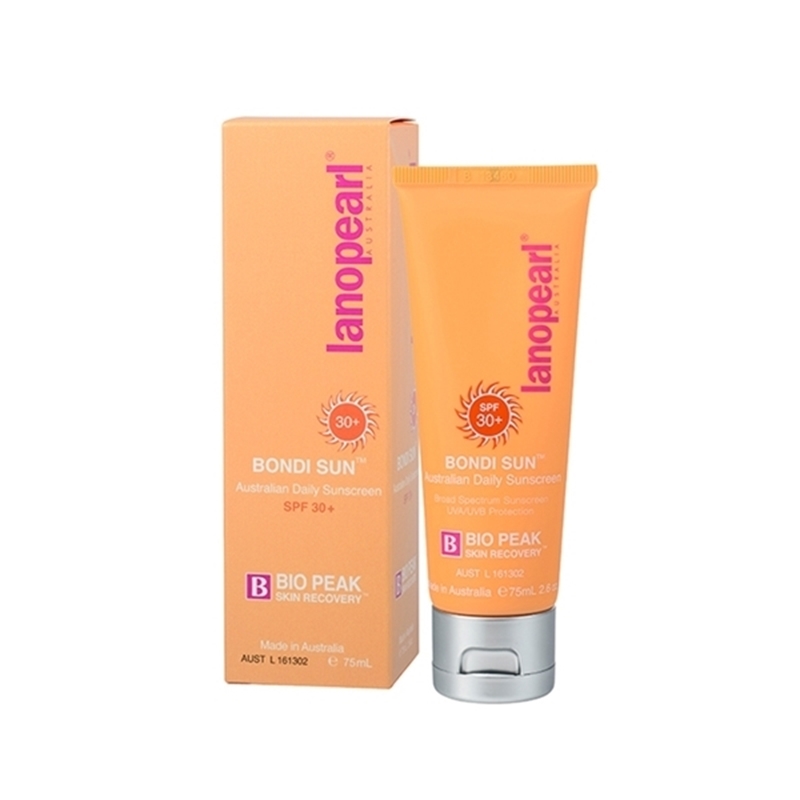 lanopearl®
AUSTRALIA
30+
BONDI SUN™
Australian Daily Sunscreen
SPF 30+
B BIO PEAK
SKIN RECOVERY™
Made in Australia
AUST L 161302 ℮ 75mL
BONDI SUN
lanopearl®
AUSTRALIA
SPF
30+
BONDI SUN™
Australian Daily Sunscreen
Broad Spectrum Sunscreen
UVA/UVB Protection
B BIO PEAK
SKIN RECOVERY™
AUST L 161302
Made in Australia ℮75mL 2.6